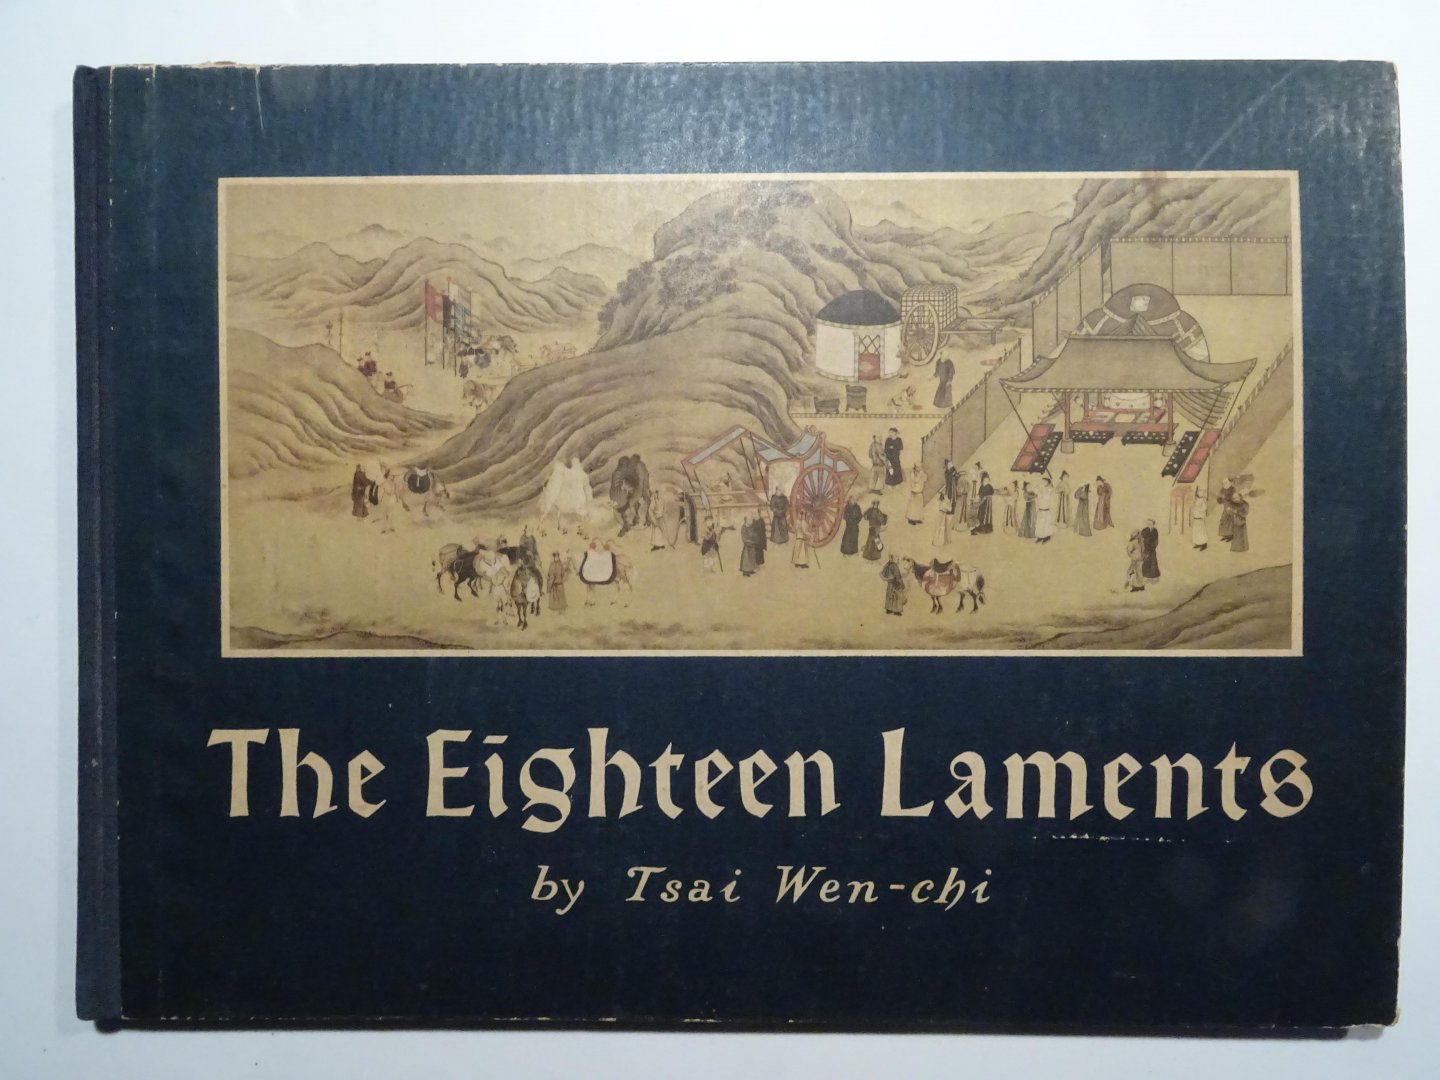 The Eighteen Laments
by Tsai Wen-chi